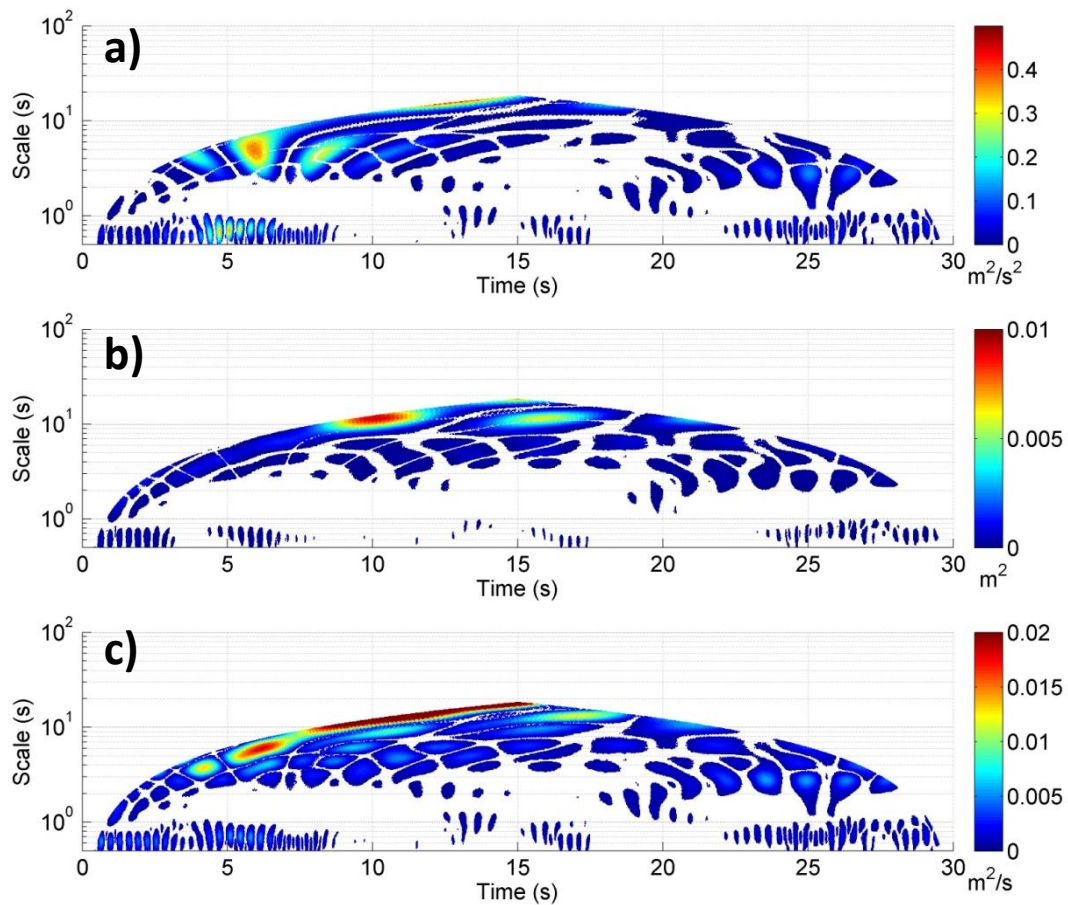 a)
10² 10¹ 10⁰
Scale (s)
0 5 10 15 20 25 30
Time (s)
0.4 0.3 0.2 0.1 0
m²/s²
b)
10² 10¹ 10⁰
Scale (s)
0 5 10 15 20 25 30
Time (s)
0.01 0.005 0
m²
c)
10² 10¹ 10⁰
Scale (s)
0 5 10 15 20 25 30
Time (s)
0.02 0.015 0.01 0.005 0
m²/s